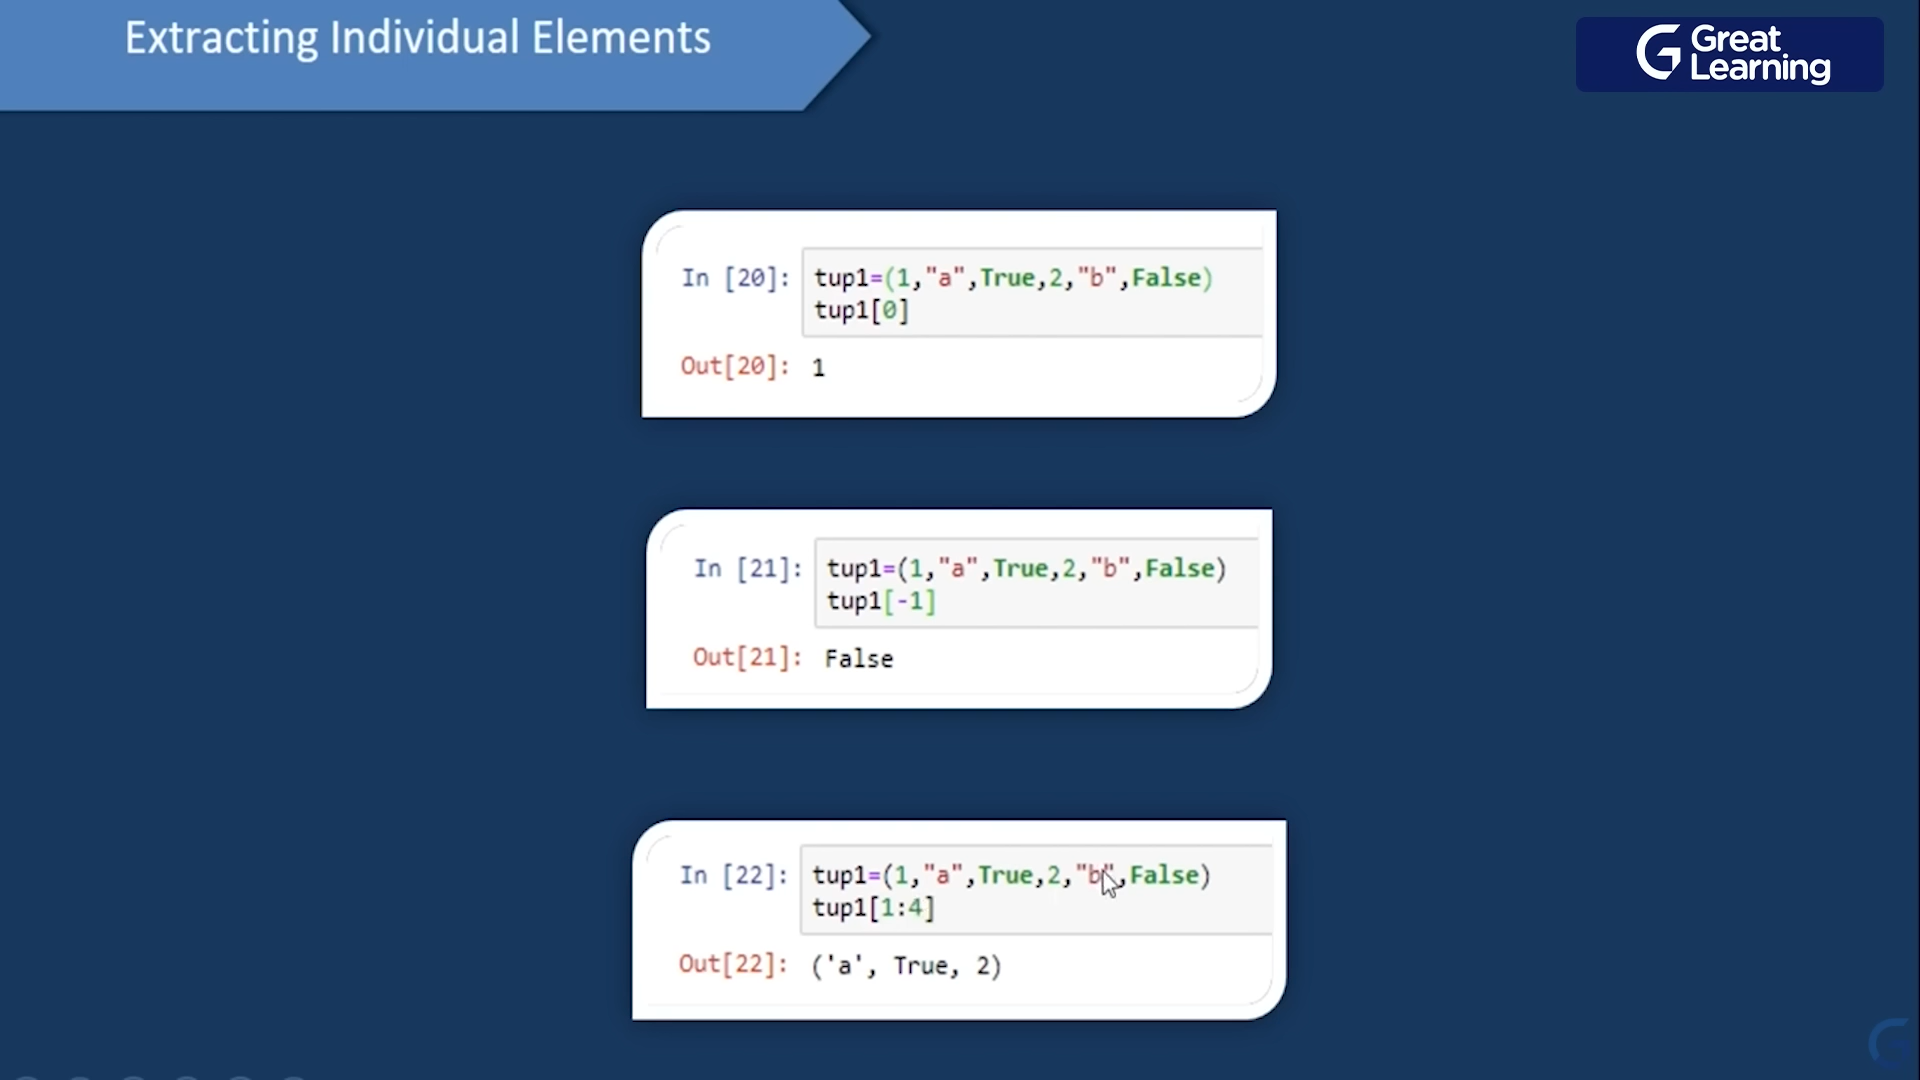 Extracting Individual Elements
Great
Learning
In [20]: tup1=(1,"a",True,2,"b",False)
tup1[0]
Out[20]: 1
In [21]: tup1=(1,"a",True,2,"b",False)
tup1[-1]
Out[21]: False
In [22]: tup1=(1,"a",True,2,"b",False)
tup1[1:4]
Out[22]: ('a', True, 2)